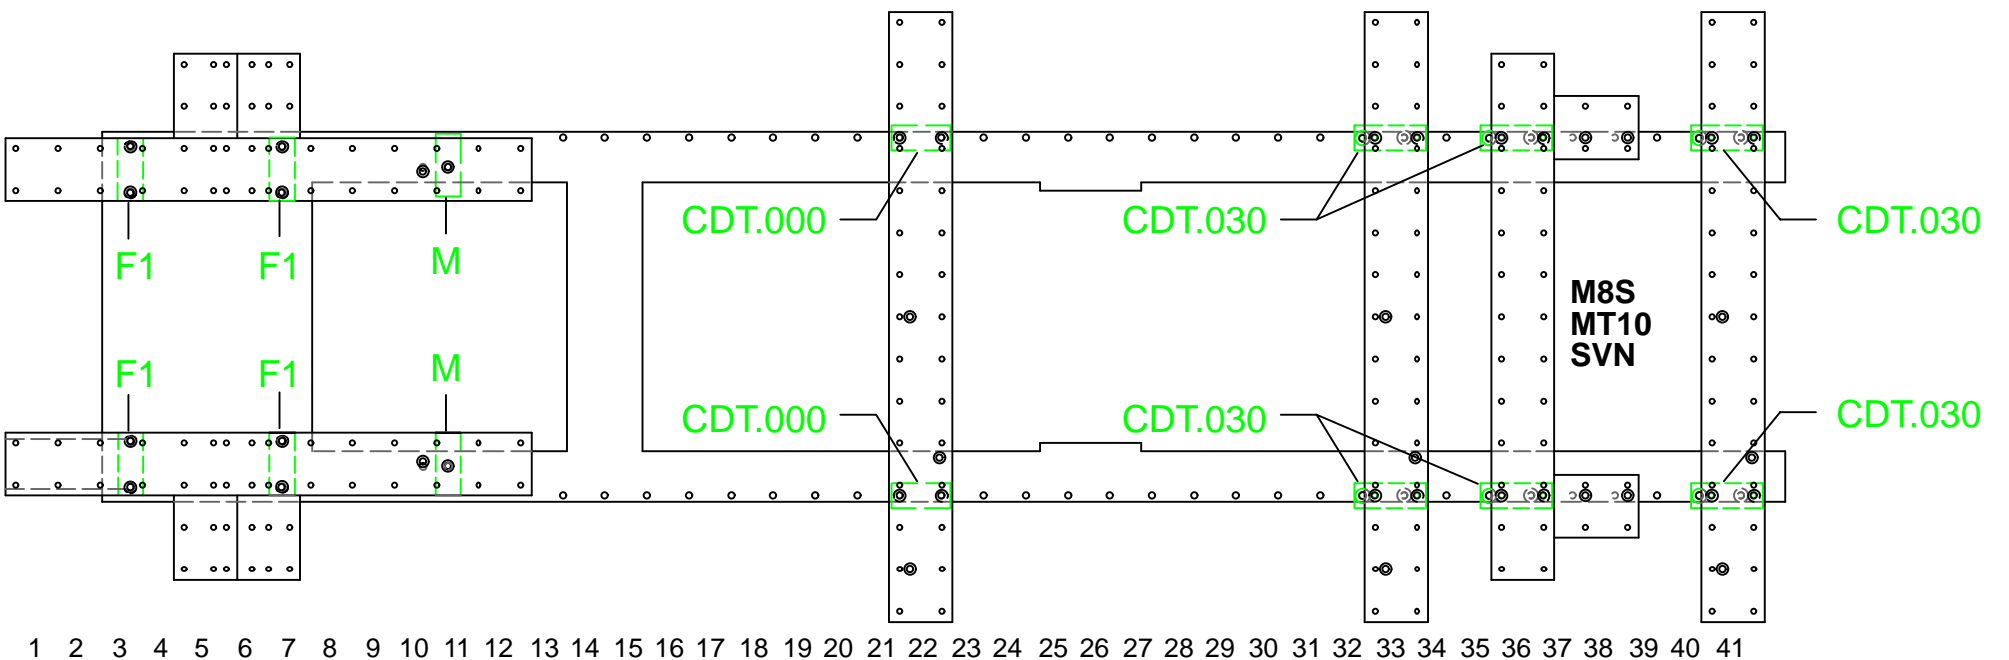 CDT.000 CDT.030 CDT.030
F1 F1 M
M8S
MT10
SVN
F1 F1 M
CDT.000 CDT.030 CDT.030
1 2 3 4 5 6 7 8 9 10 11 12 13 14 15 16 17 18 19 20 21 22 23 24 25 26 27 28 29 30 31 32 33 34 35 36 37 38 39 40 41